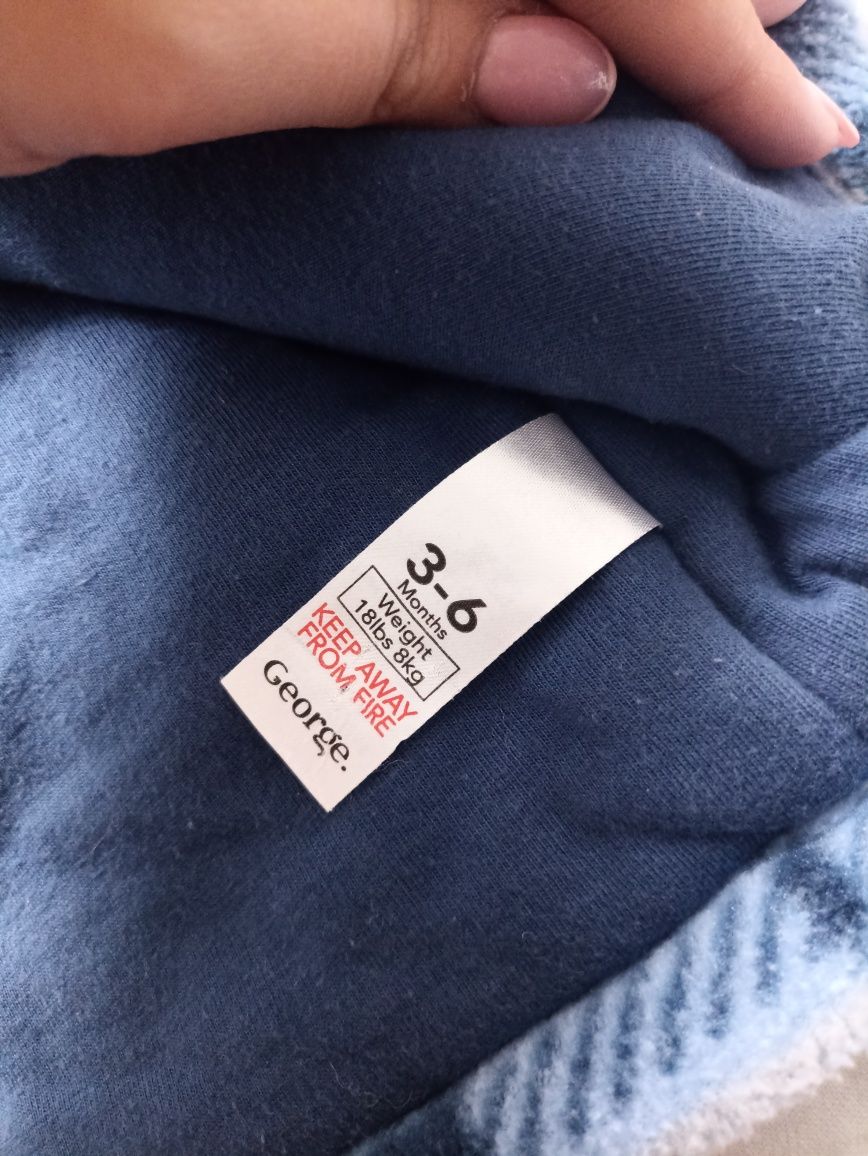 3-6
Months
Weight
18lbs 8kg
KEEP AWAY
FROM FIRE
George.